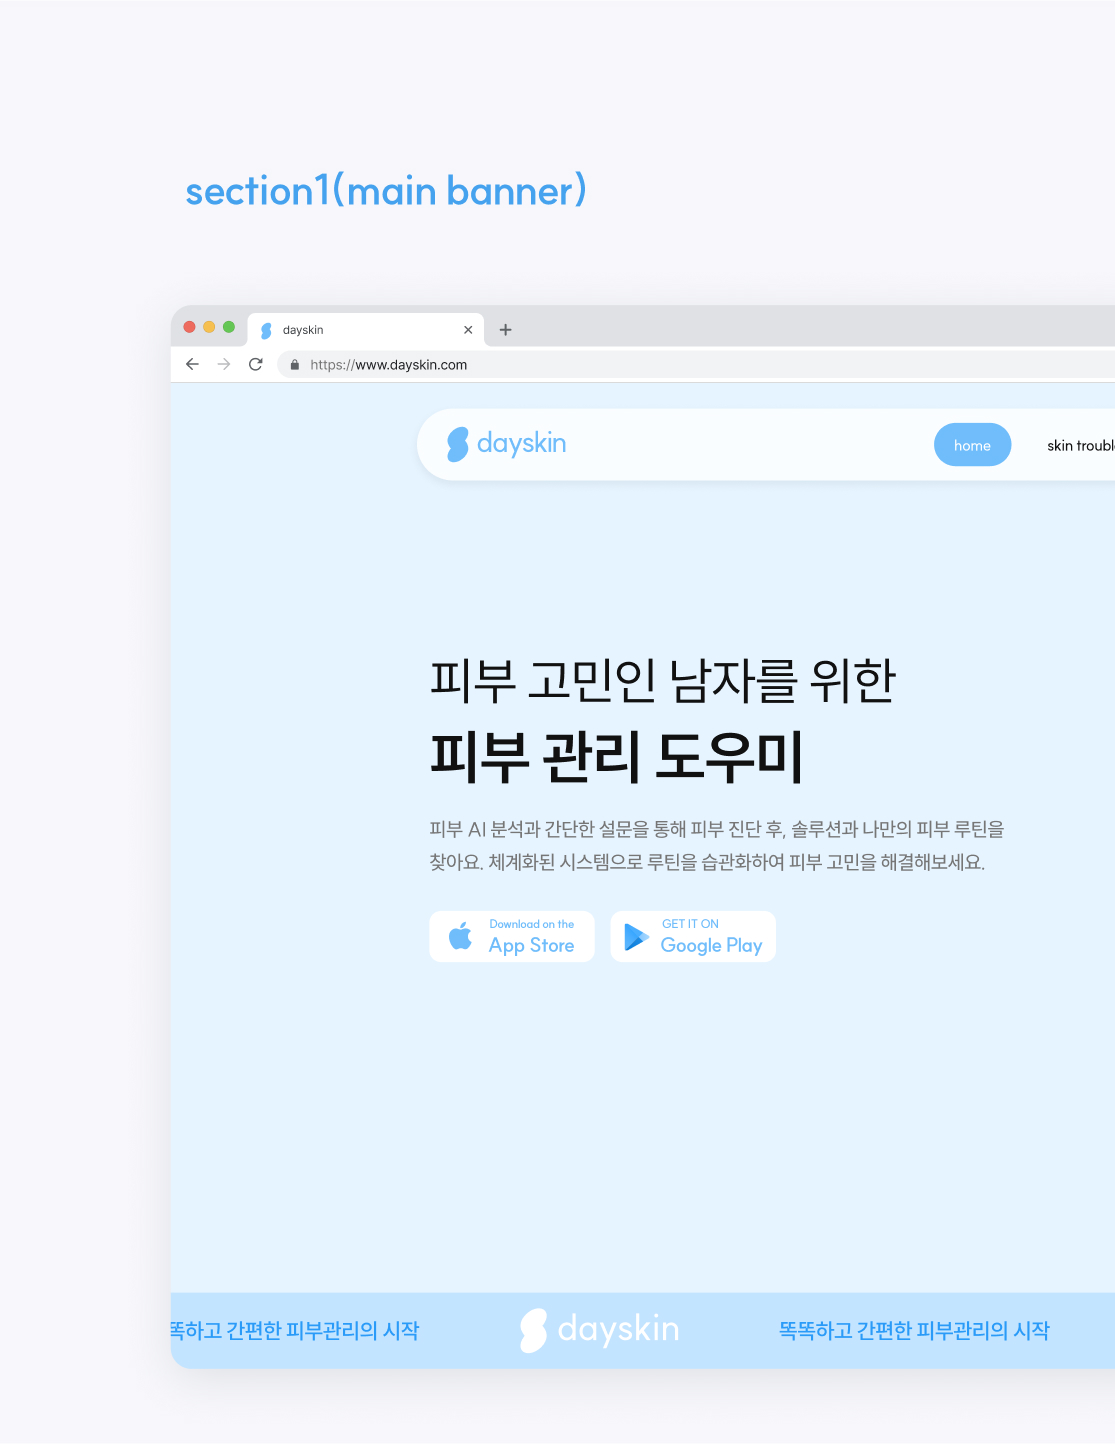 section1(main banner)
dayskin
https://www.dayskin.com
dayskin
home
skin
피부 고민인 남자를 위한
피부 관리 도우미
피부 AI 분석과 간단한 설문을 통해 피부 진단 후, 솔루션과 나만의 피부 루틴을
찾아요. 체계화된 시스템으로 루틴을 습관화하여 피부 고민을 해결해보세요.
Download on the
App Store
GET IT ON
Google Play
간편한 피부관리의 시작
dayskin
똑똑하고 간편한 피부관리의 시작